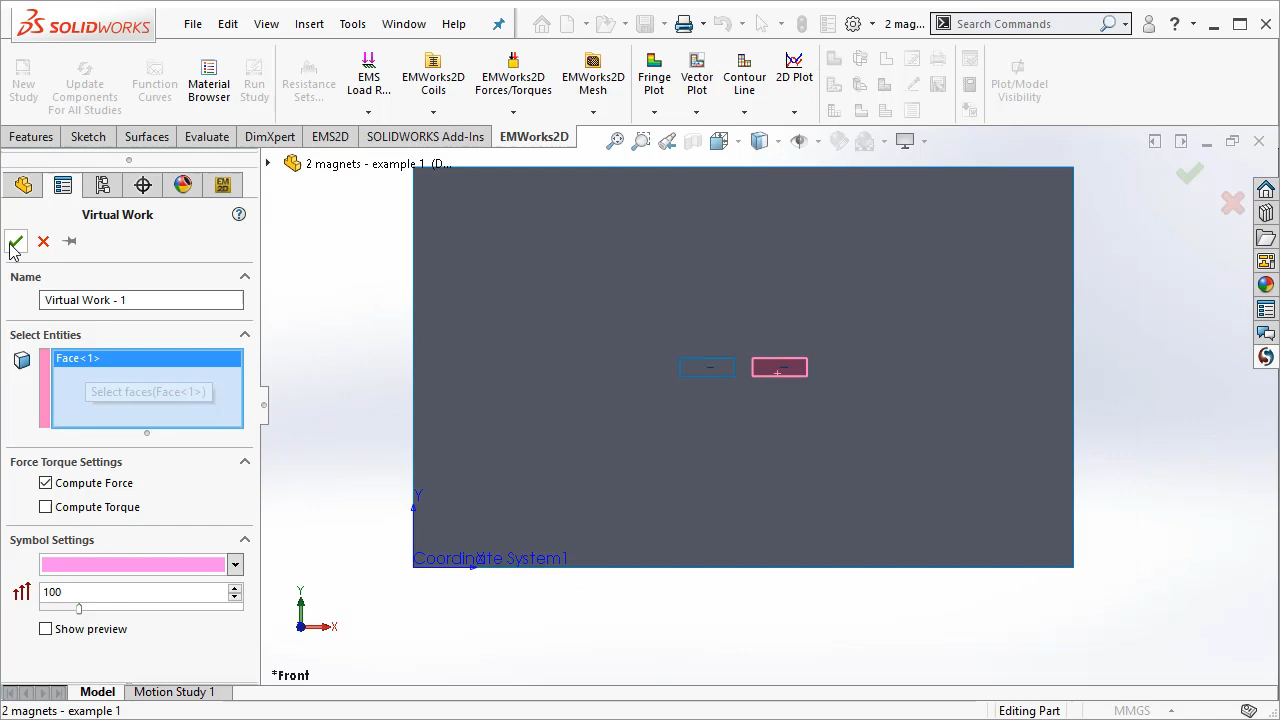 SOLIDWORKS File Edit View Insert Tools Window Help 2 mag... Search Commands
New Study
Update Components For All Studies
Function Curves
Material Browser
Run Study
Resistance Sets...
EMS Load R...
EMWorks2D Coils
EMWorks2D Forces/Torques
EMWorks2D Mesh
Fringe Plot
Vector Plot
Contour Line
2D Plot
Plot/Model Visibility
Features Sketch Surfaces Evaluate DimXpert EMS2D SOLIDWORKS Add-Ins EMWorks2D
2 magnets - example 1 (D...
Virtual Work
Name
Virtual Work - 1
Select Entities
Face<1>
Select faces(Face<1>)
Force Torque Settings
Compute Force
Compute Torque
Symbol Settings
100
Show preview
Y
Coordinate System1
X
Y
X
*Front
Model Motion Study 1
2 magnets - example 1 Editing Part MMGS